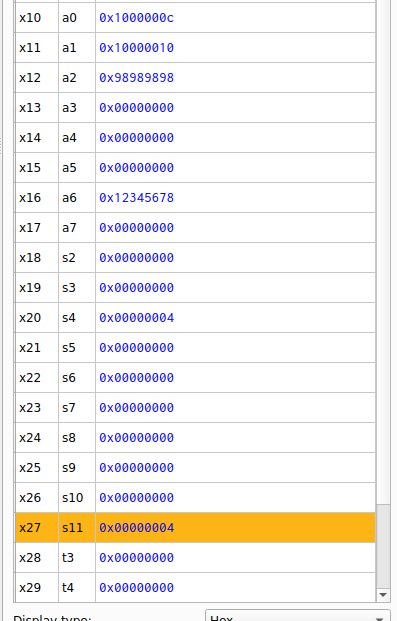 x10 a0 0x1000000c
x11 a1 0x10000010
x12 a2 0x98989898
x13 a3 0x00000000
x14 a4 0x00000000
x15 a5 0x00000000
x16 a6 0x12345678
x17 a7 0x00000000
x18 s2 0x00000000
x19 s3 0x00000000
x20 s4 0x00000004
x21 s5 0x00000000
x22 s6 0x00000000
x23 s7 0x00000000
x24 s8 0x00000000
x25 s9 0x00000000
x26 s10 0x00000000
x27 s11 0x00000004
x28 t3 0x00000000
x29 t4 0x00000000
Display type: Hex